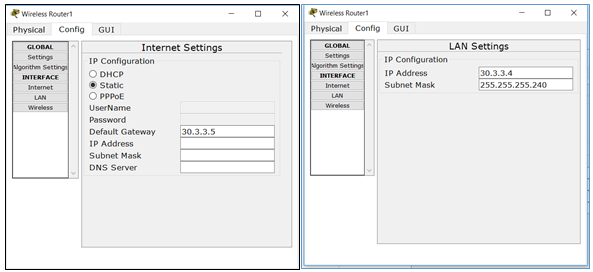 Wireless Router1
Physical Config GUI
GLOBAL
Settings
Algorithm Settings
INTERFACE
Internet
LAN
Wireless
Internet Settings
IP Configuration
DHCP
Static
PPPoE
UserName
Password
Default Gateway 30.3.3.5
IP Address
Subnet Mask
DNS Server
Wireless Router1
Physical Config GUI
GLOBAL
Settings
Algorithm Settings
INTERFACE
Internet
LAN
Wireless
LAN Settings
IP Configuration
IP Address 30.3.3.4
Subnet Mask 255.255.255.240